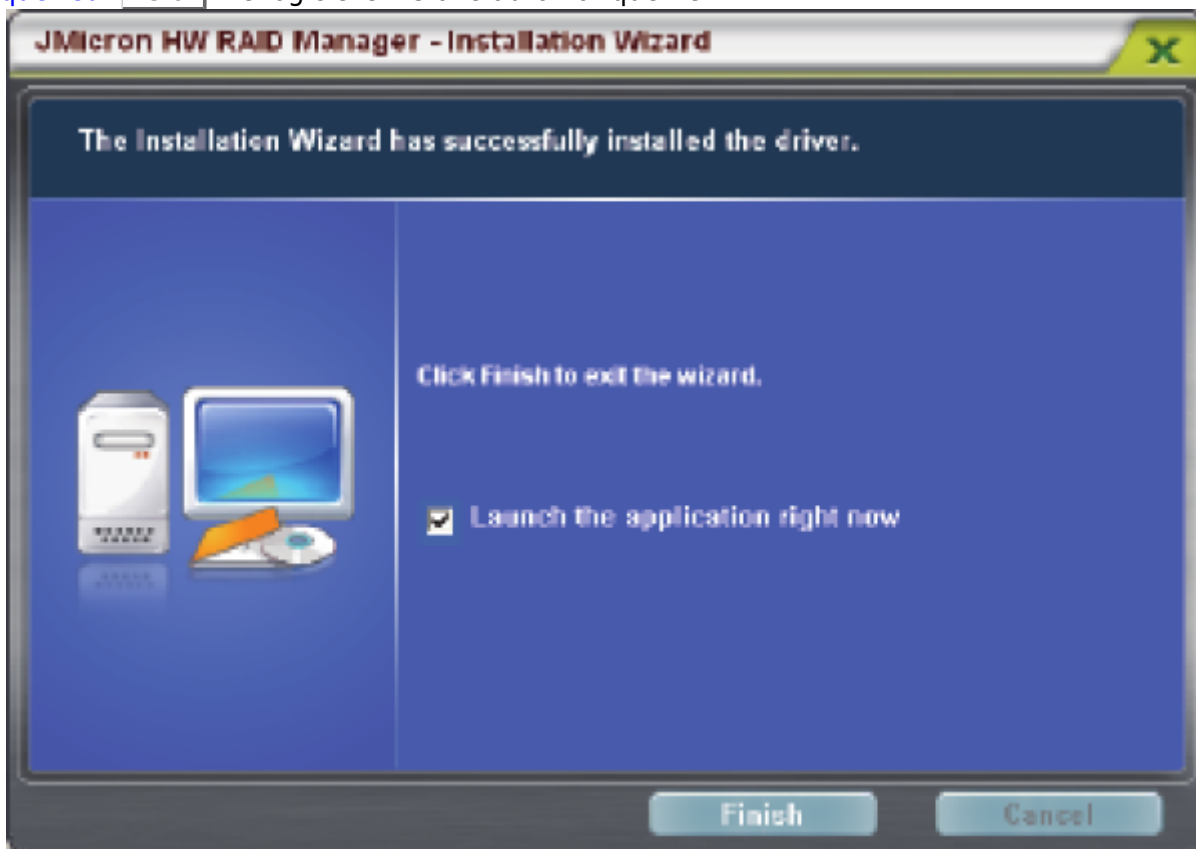 JMicron HW RAID Manager - Installation Wizard
The Installation Wizard has successfully installed the driver.
Click Finish to exit the wizard.
Launch the application right now
Finish
Cancel